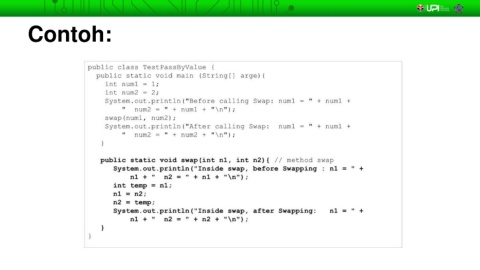 UPI
Contoh:
public class TestPassByValue {
public static void main (String[] args){
int num1 = 1;
int num2 = 2;
System.out.println("Before calling Swap: num1 = " + num1 +
" num2 = " + num1 + "\n");
swap(num1, num2);
System.out.println("After calling Swap: num1 = " + num1 +
" num2 = " + num2 + "\n");
}
public static void swap(int n1, int n2){ // method swap
System.out.println("Inside swap, before Swapping : n1 = " +
n1 + " n2 = " + n1 + "\n");
int temp = n1;
n1 = n2;
n2 = temp;
System.out.println("Inside swap, after Swapping: n1 = " +
n1 + " n2 = " + n2 + "\n");
}
}